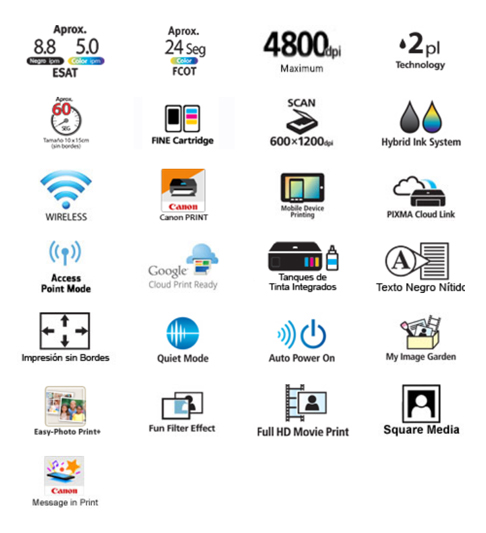 Aprox.
8.8 5.0
Negro ipm Color ipm
ESAT
Aprox.
24 Seg
Color
FCOT
4800dpi
Maximum
2pl
Technology
Aprox.
60
SEG
Tamaño 10 x 15cm
(sin bordes)
FINE Cartridge
SCAN
600×1200dpi
Hybrid Ink System
WIRELESS
Canon
Canon PRINT
Mobile Device
Printing
PIXMA Cloud Link
Access
Point Mode
Google
Cloud Print Ready
Tanques de
Tinta Integrados
A
Texto Negro Nítido
Impresión sin Bordes
Quiet Mode
Auto Power On
My Image Garden
Easy-Photo Print+
Fun Filter Effect
Full HD Movie Print
Square Media
Canon
Message in Print